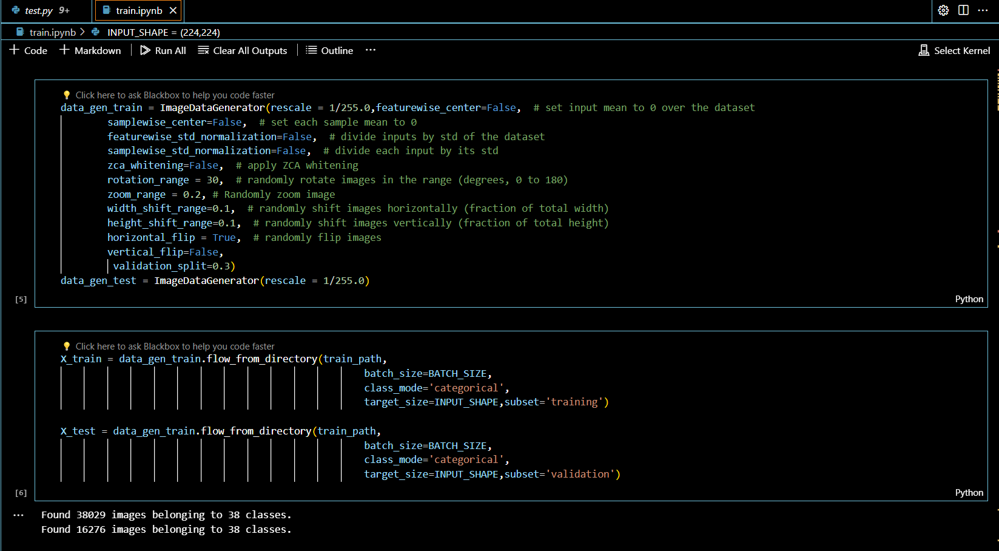 test.py 9+ train.ipynb
train.ipynb INPUT_SHAPE = (224,224)
Code Markdown Run All Clear All Outputs Outline ... Select Kernel
Click here to ask Blackbox to help you code faster
data_gen_train = ImageDataGenerator(rescale = 1/255.0,featurewise_center=False,  # set input mean to 0 over the dataset
        samplewise_center=False,  # set each sample mean to 0
        featurewise_std_normalization=False,  # divide inputs by std of the dataset
        samplewise_std_normalization=False,  # divide each input by its std
        zca_whitening=False,  # apply ZCA whitening
        rotation_range = 30,  # randomly rotate images in the range (degrees, 0 to 180)
        zoom_range = 0.2, # Randomly zoom image
        width_shift_range=0.1,  # randomly shift images horizontally (fraction of total width)
        height_shift_range=0.1,  # randomly shift images vertically (fraction of total height)
        horizontal_flip = True,  # randomly flip images
        vertical_flip=False,
         validation_split=0.3)
data_gen_test = ImageDataGenerator(rescale = 1/255.0)
[5] Python
Click here to ask Blackbox to help you code faster
X_train = data_gen_train.flow_from_directory(train_path,
                                                    batch_size=BATCH_SIZE,
                                                    class_mode='categorical',
                                                    target_size=INPUT_SHAPE,subset='training')
X_test = data_gen_train.flow_from_directory(train_path,
                                                    batch_size=BATCH_SIZE,
                                                    class_mode='categorical',
                                                    target_size=INPUT_SHAPE,subset='validation')
[6] Python
... Found 38029 images belonging to 38 classes.
Found 16276 images belonging to 38 classes.